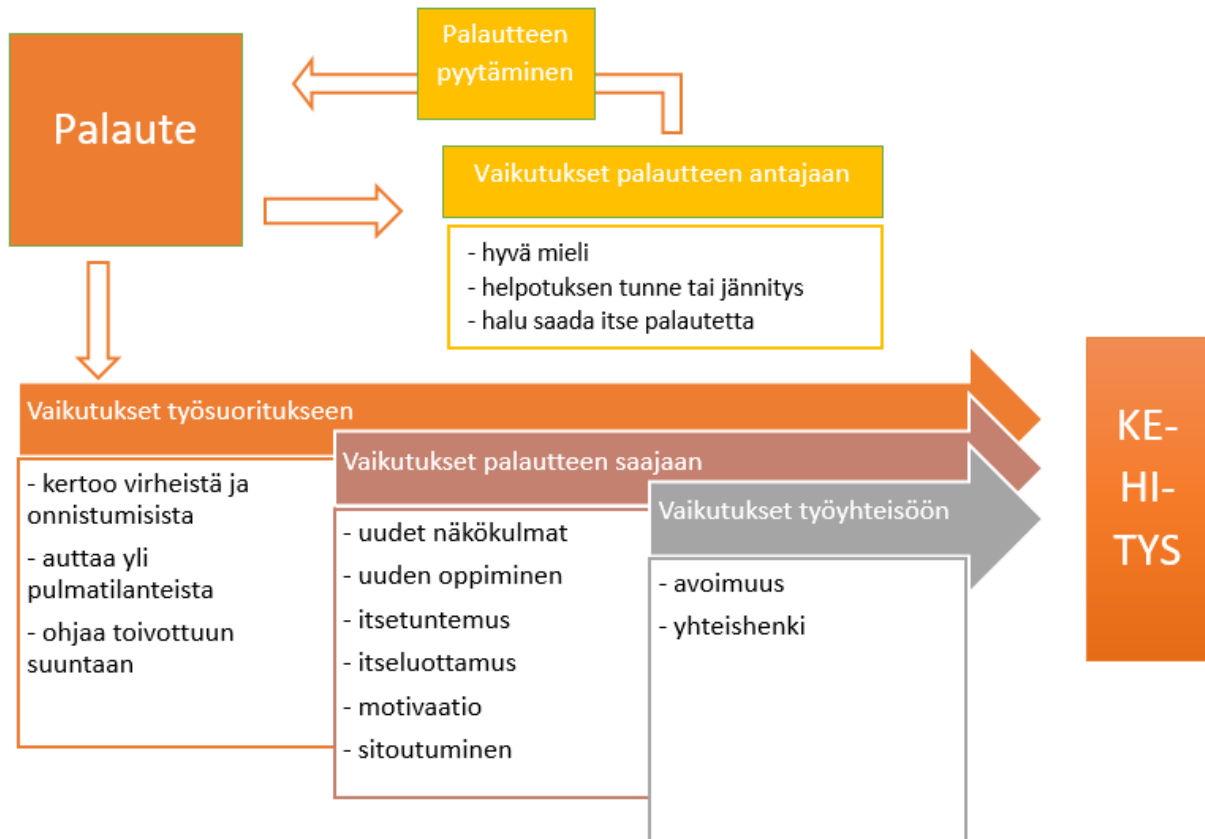 Palautteen
pyytäminen
Palaute
Vaikutukset palautteen antajaan
- hyvä mieli
- helpotuksen tunne tai jännitys
- halu saada itse palautetta
Vaikutukset työsuoritukseen
- kertoo virheistä ja
onnistumisista
- auttaa yli
pulmatilanteista
- ohjaa toivottuun
suuntaan
Vaikutukset palautteen saajaan
- uudet näkökulmat
- uuden oppiminen
- itsetuntemus
- itseluottamus
- motivaatio
- sitoutuminen
Vaikutukset työyhteisöön
- avoimuus
- yhteishenki
KE-
HI-
TYS